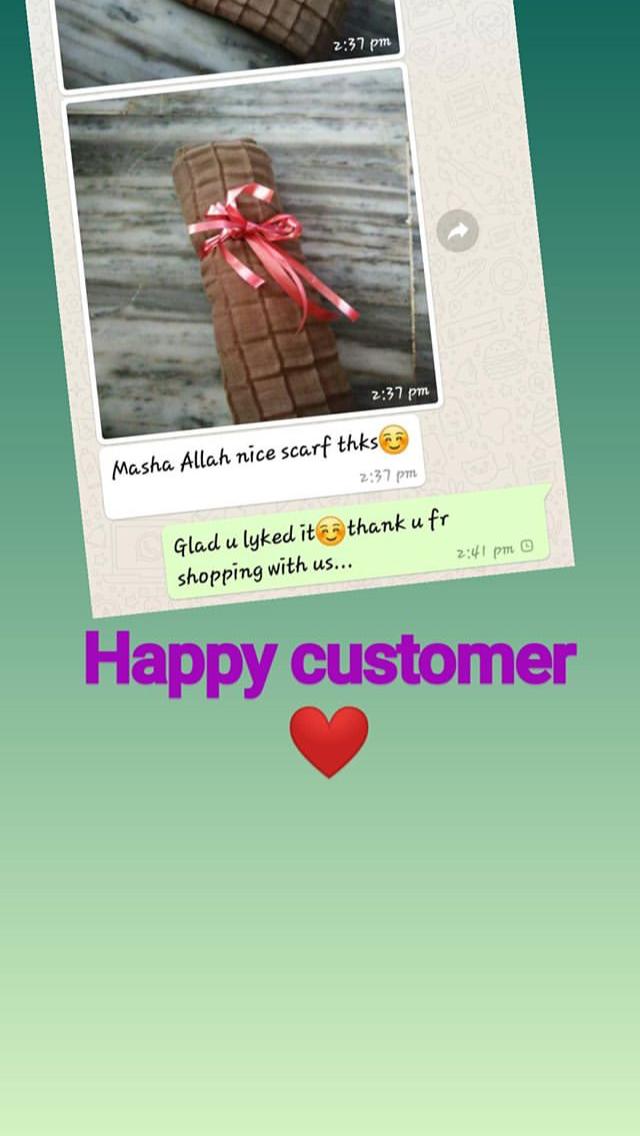 2:37 pm
2:37 pm
Masha Allah nice scarf thks☺️
2:37 pm
Glad u lyked it☺️thank u fr
shopping with us...
2:41 pm
Happy customer
❤️